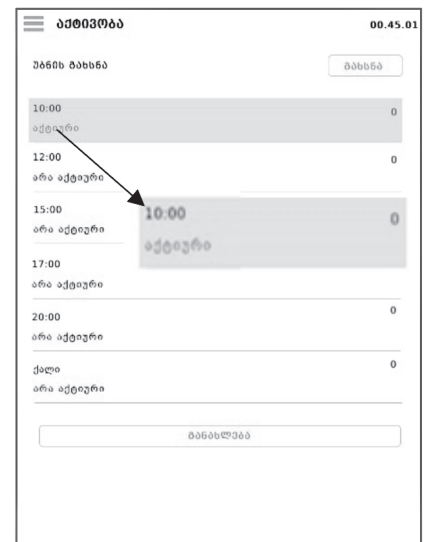 ᲐᲥᲢᲘᲕᲝᲑᲐ 00.45.01
ᲣᲑᲜᲘᲡ ᲒᲐᲮᲡᲜᲐ ᲒᲐᲮᲡᲜᲐ
10:00 0
აქტიური
12:00 0
არა აქტიური
15:00
არა აქტიური
10:00 0
აქტიური
17:00
არა აქტიური
20:00 0
არა აქტიური
ქალი 0
არა აქტიური
ᲒᲐᲜᲐᲮᲚᲔᲑᲐ